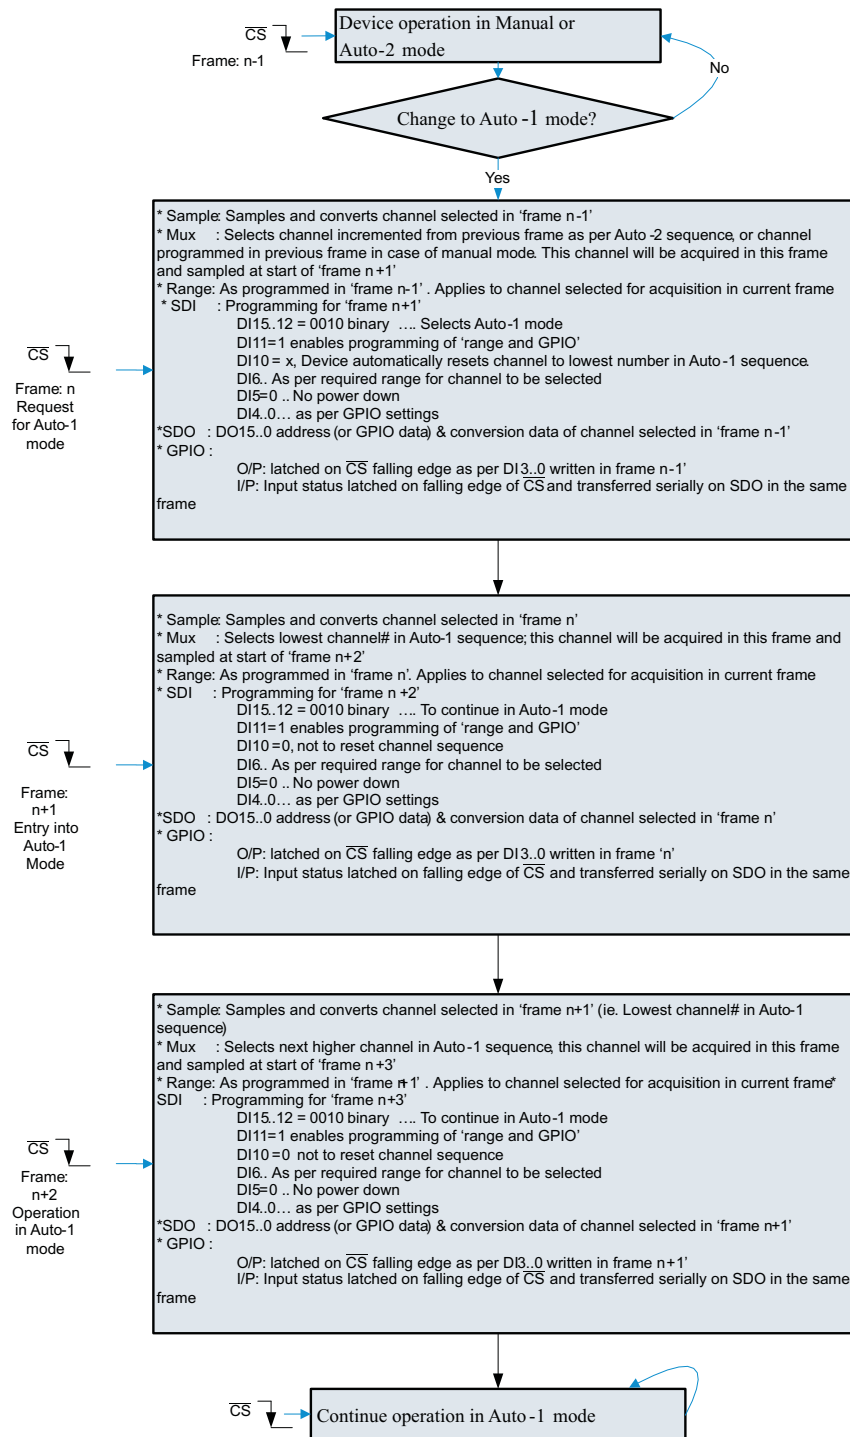 Device operation in Manual or
Auto-2 mode
CS
Frame: n-1
No
Change to Auto-1 mode?
Yes
* Sample: Samples and converts channel selected in ‘frame n-1’
* Mux : Selects channel incremented from previous frame as per Auto-2 sequence, or channel
programmed in previous frame in case of manual mode. This channel will be acquired in this frame
and sampled at start of ‘frame n+1’
* Range: As programmed in ‘frame n-1’ . Applies to channel selected for acquisition in current frame
* SDI : Programming for ‘frame n+1’
DI15..12 = 0010 binary …. Selects Auto-1 mode
DI11=1 enables programming of ‘range and GPIO’
DI10 = x, Device automatically resets channel to lowest number in Auto-1 sequence.
DI6.. As per required range for channel to be selected
DI5=0 .. No power down
DI4..0… as per GPIO settings
*SDO : DO15..0 address (or GPIO data) & conversion data of channel selected in ‘frame n-1’
* GPIO :
O/P: latched on CS falling edge as per DI3..0 written in frame n-1’
I/P: Input status latched on falling edge of CS and transferred serially on SDO in the same
frame
CS
Frame: n
Request
for Auto-1
mode
* Sample: Samples and converts channel selected in ‘frame n’
* Mux : Selects lowest channel# in Auto-1 sequence; this channel will be acquired in this frame and
sampled at start of ‘frame n+2’
* Range: As programmed in ‘frame n’. Applies to channel selected for acquisition in current frame
* SDI : Programming for ‘frame n+2’
DI15..12 = 0010 binary …. To continue in Auto-1 mode
DI11=1 enables programming of ‘range and GPIO’
DI10=0, not to reset channel sequence
DI6.. As per required range for channel to be selected
DI5=0 .. No power down
DI4..0… as per GPIO settings
*SDO : DO15..0 address (or GPIO data) & conversion data of channel selected in ‘frame n’
* GPIO :
O/P: latched on CS falling edge as per DI3..0 written in frame ‘n’
I/P: Input status latched on falling edge of CS and transferred serially on SDO in the same
frame
CS
Frame:
n+1
Entry into
Auto-1
Mode
* Sample: Samples and converts channel selected in ‘frame n+1’ (ie. Lowest channel# in Auto-1
sequence)
* Mux : Selects next higher channel in Auto-1 sequence, this channel will be acquired in this frame
and sampled at start of ‘frame n+3’
* Range: As programmed in ‘frame n+1’ . Applies to channel selected for acquisition in current frame*
SDI : Programming for ‘frame n+3’
DI15..12 = 0010 binary …. To continue in Auto-1 mode
DI11=1 enables programming of ‘range and GPIO’
DI10=0 not to reset channel sequence
DI6.. As per required range for channel to be selected
DI5=0 .. No power down
DI4..0… as per GPIO settings
*SDO : DO15..0 address (or GPIO data) & conversion data of channel selected in ‘frame n+1’
* GPIO :
O/P: latched on CS falling edge as per DI3..0 written in frame n+1’
I/P: Input status latched on falling edge of CS and transferred serially on SDO in the same
frame
CS
Frame:
n+2
Operation
in Auto-1
mode
CS
Continue operation in Auto-1 mode